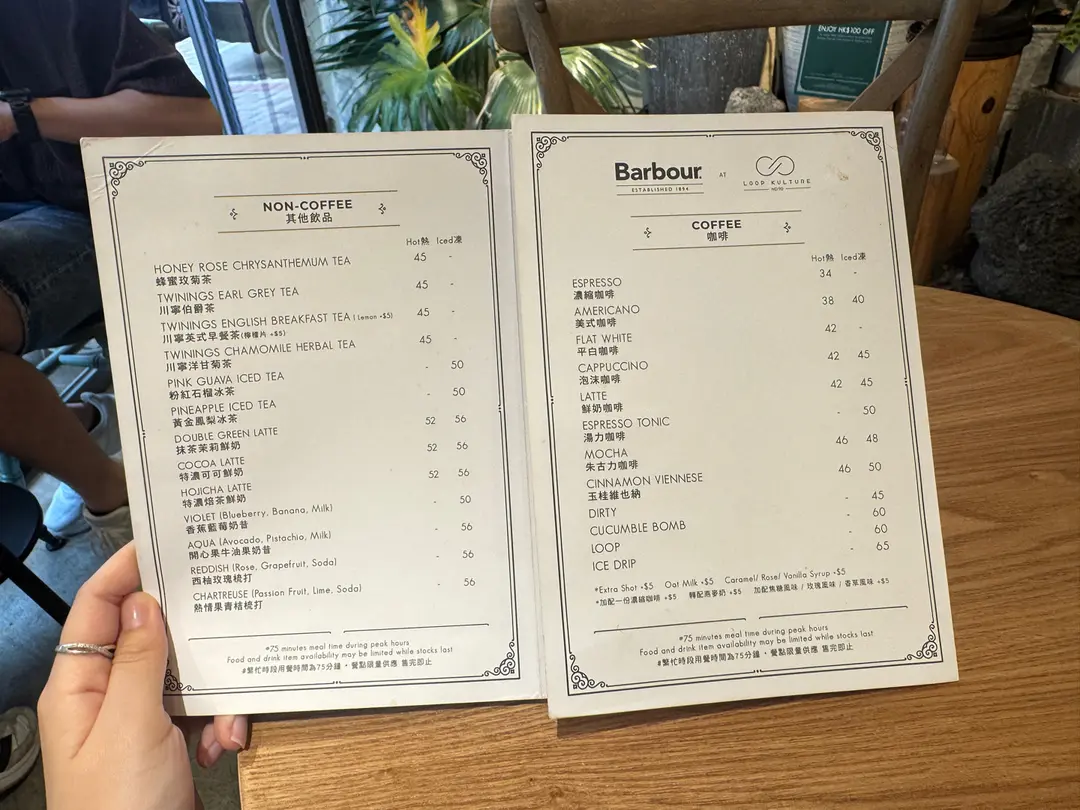 ENJOY HK$100 OFF
NON-COFFEE
其他飲品
Hot熱 Iced凍
HONEY ROSE CHRYSANTHEMUM TEA 45 -
蜂蜜玫菊茶
TWININGS EARL GREY TEA 45 -
川寧伯爵茶
TWININGS ENGLISH BREAKFAST TEA (Lemon +$5) 45 -
川寧英式早餐茶(檸檬片 +$5)
TWININGS CHAMOMILE HERBAL TEA 45 -
川寧洋甘菊茶
PINK GUAVA ICED TEA - 50
粉紅石榴冰茶
PINEAPPLE ICED TEA - 50
黃金鳳梨冰茶
DOUBLE GREEN LATTE 52 56
抹茶茉莉鮮奶
COCOA LATTE 52 56
特濃可可鮮奶
HOJICHA LATTE 52 56
特濃焙茶鮮奶
VIOLET (Blueberry, Banana, Milk) - 50
香蕉藍莓奶昔
AQUA (Avocado, Pistachio, Milk) - 56
開心果牛油果奶昔
REDDISH (Rose, Grapefruit, Soda) - 56
西柚玫瑰梳打
CHARTREUSE (Passion Fruit, Lime, Soda) - 56
熱情果青桔梳打
*75 minutes meal time during peak hours
Food and drink item availability may be limited while stocks last
#繁忙時段用餐時間為75分鐘，餐點限量供應 售完即止
Barbour. AT LOOP KULTURE
ESTABLISHED 1894
COFFEE
咖啡
Hot熱 Iced凍
ESPRESSO 34 -
濃縮咖啡
AMERICANO 38 40
美式咖啡
FLAT WHITE 42 -
平白咖啡
CAPPUCCINO 42 45
泡沫咖啡
LATTE 42 45
鮮奶咖啡
ESPRESSO TONIC - 50
湯力咖啡
MOCHA 46 48
朱古力咖啡
CINNAMON VIENNESE 46 50
玉桂維也納
DIRTY - 45
CUCUMBLE BOMB - 60
LOOP - 60
ICE DRIP - 65
*Extra Shot +$5 Oat Milk +$5 Caramel/ Rose/ Vanilla Syrup +$5
*加配一份濃縮咖啡 +$5 轉配燕麥奶 +$5 加配焦糖風味 / 玫瑰風味 / 香草風味 +$5
*75 minutes meal time during peak hours
Food and drink item availability may be limited while stocks last
#繁忙時段用餐時間為75分鐘，餐點限量供應 售完即止